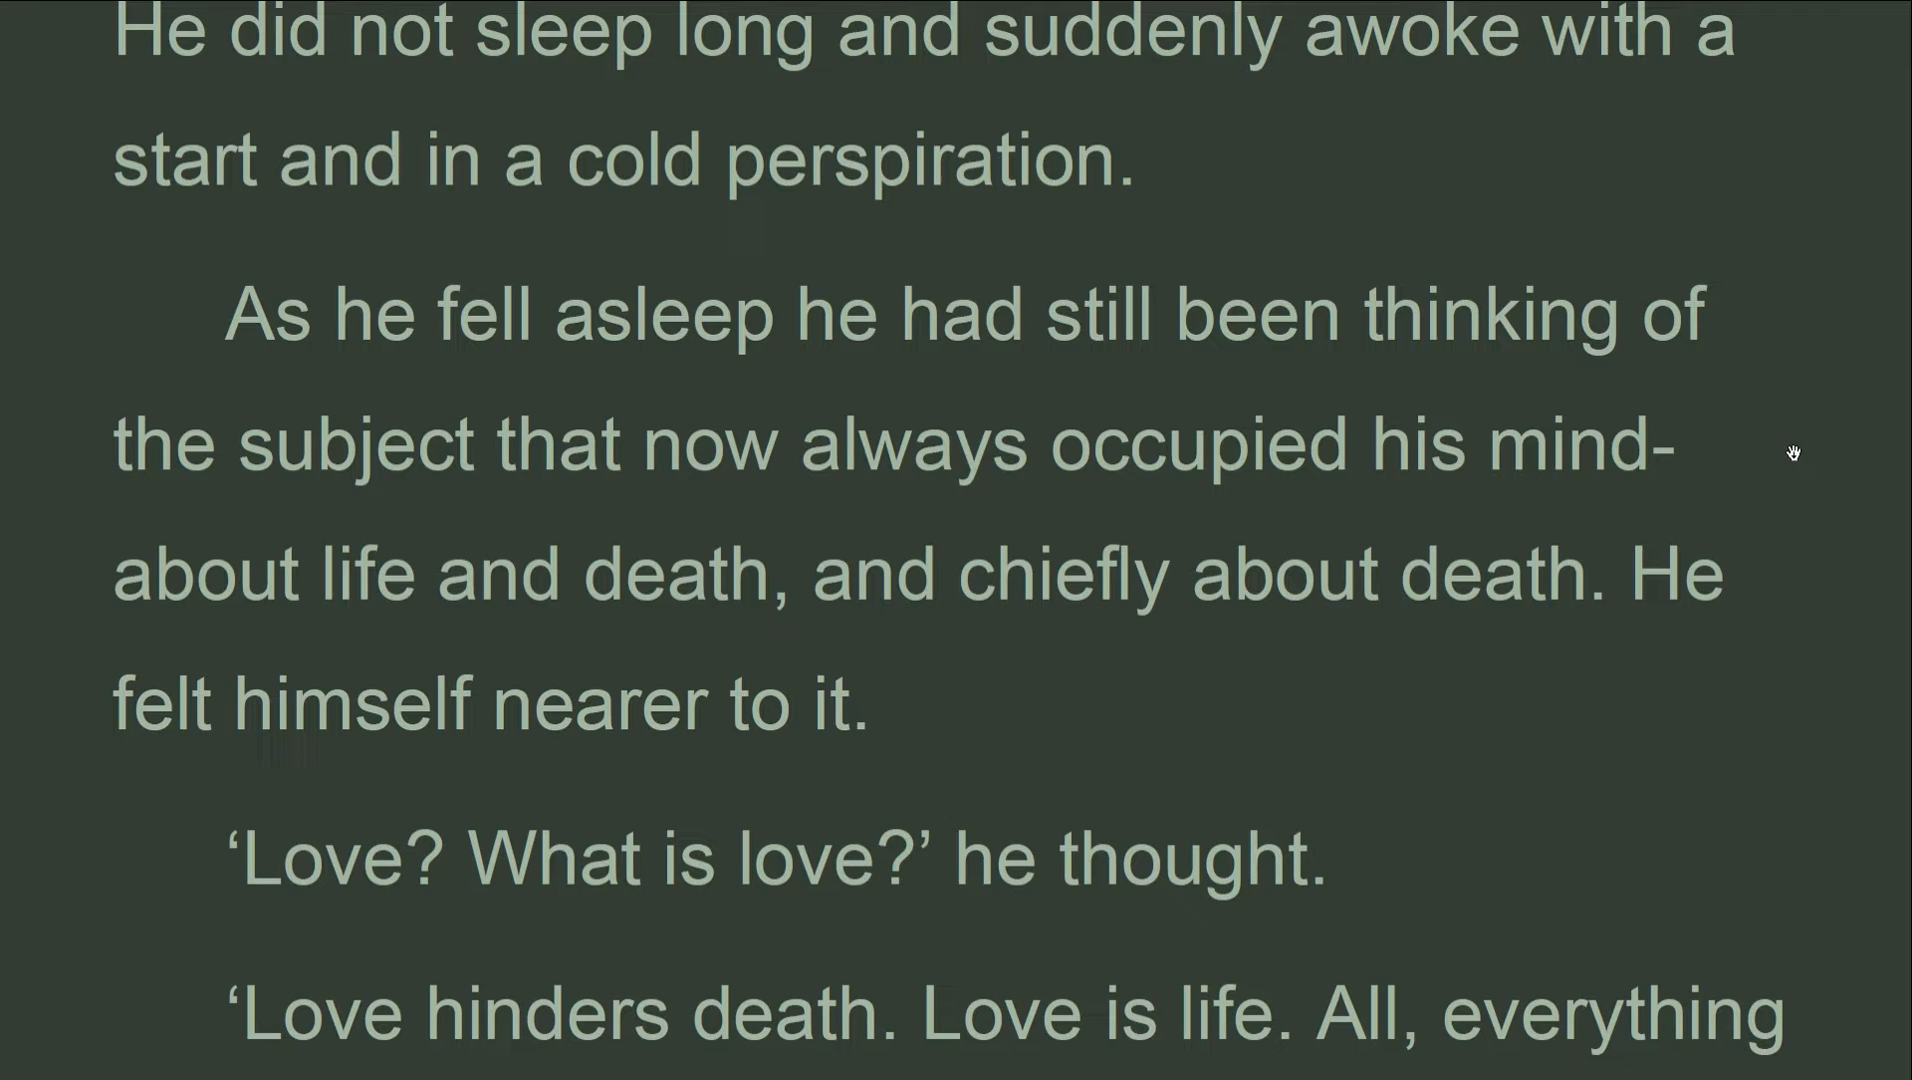 He did not sleep long and suddenly awoke with a
start and in a cold perspiration.
As he fell asleep he had still been thinking of
the subject that now always occupied his mind-
about life and death, and chiefly about death. He
felt himself nearer to it.
‘Love? What is love?’ he thought.
‘Love hinders death. Love is life. All, everything